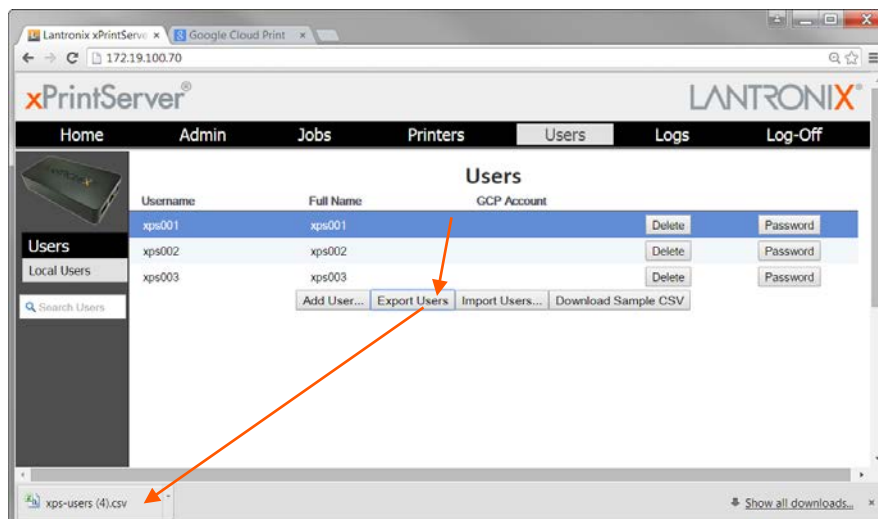 Lantronix xPrintServe × Google Cloud Print ×
172.19.100.70
xPrintServer® LANTRONIX®
Home Admin Jobs Printers Users Logs Log-Off
Users
Username Full Name GCP Account
xps001 xps001 Delete Password
Users
xps002 xps002 Delete Password
Local Users
xps003 xps003 Delete Password
Search Users
Add User... Export Users Import Users... Download Sample CSV
xps-users (4).csv
Show all downloads...